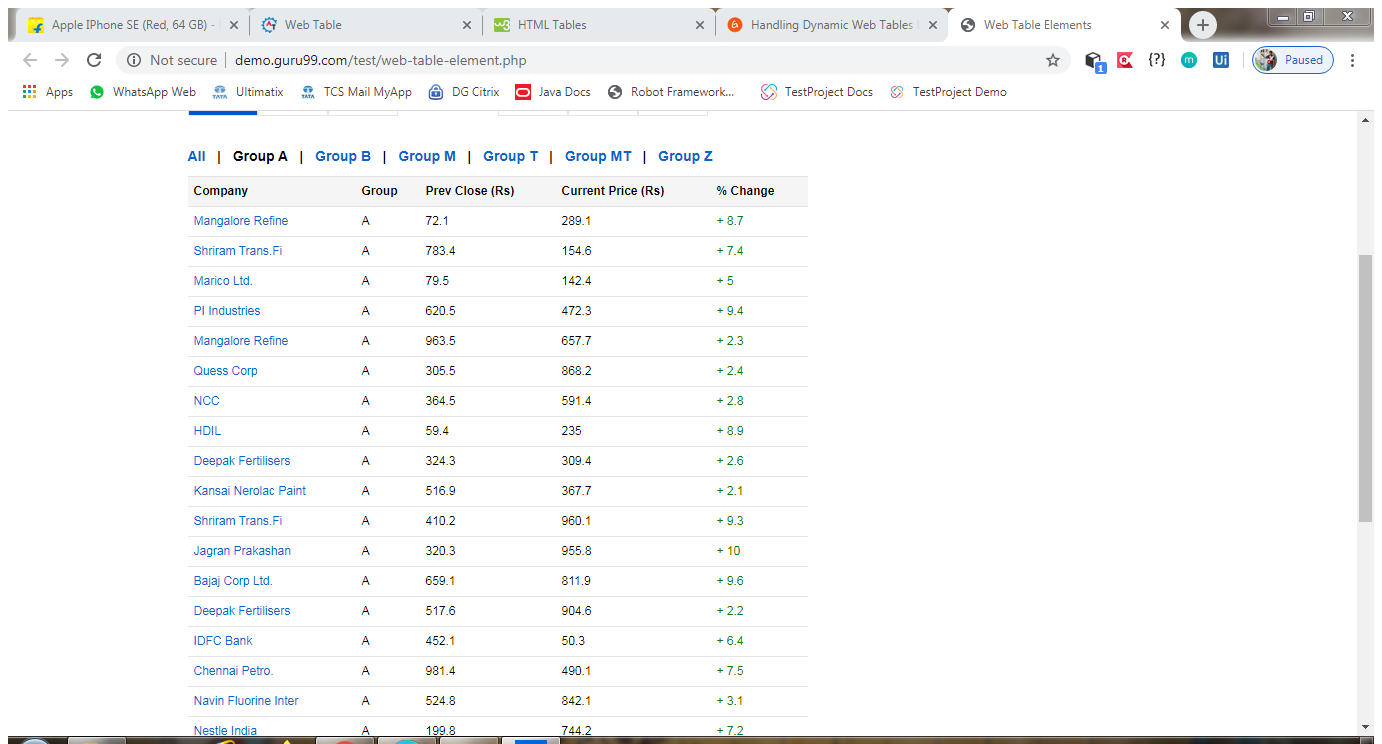 Apple IPhone SE (Red, 64 GB) - Web Table HTML Tables Handling Dynamic Web Tables Web Table Elements
Not secure demo.guru99.com/test/web-table-element.php 1 {?} m Ui Paused
Apps WhatsApp Web Ultimatix TCS Mail MyApp DG Citrix Java Docs Robot Framework... TestProject Docs TestProject Demo
All | Group A | Group B | Group M | Group T | Group MT | Group Z
Company Group Prev Close (Rs) Current Price (Rs) % Change
Mangalore Refine A 72.1 289.1 + 8.7
Shriram Trans.Fi A 783.4 154.6 + 7.4
Marico Ltd. A 79.5 142.4 + 5
PI Industries A 620.5 472.3 + 9.4
Mangalore Refine A 963.5 657.7 + 2.3
Quess Corp A 305.5 868.2 + 2.4
NCC A 364.5 591.4 + 2.8
HDIL A 59.4 235 + 8.9
Deepak Fertilisers A 324.3 309.4 + 2.6
Kansai Nerolac Paint A 516.9 367.7 + 2.1
Shriram Trans.Fi A 410.2 960.1 + 9.3
Jagran Prakashan A 320.3 955.8 + 10
Bajaj Corp Ltd. A 659.1 811.9 + 9.6
Deepak Fertilisers A 517.6 904.6 + 2.2
IDFC Bank A 452.1 50.3 + 6.4
Chennai Petro. A 981.4 490.1 + 7.5
Navin Fluorine Inter A 524.8 842.1 + 3.1
Nestle India A 199.8 744.2 + 7.2